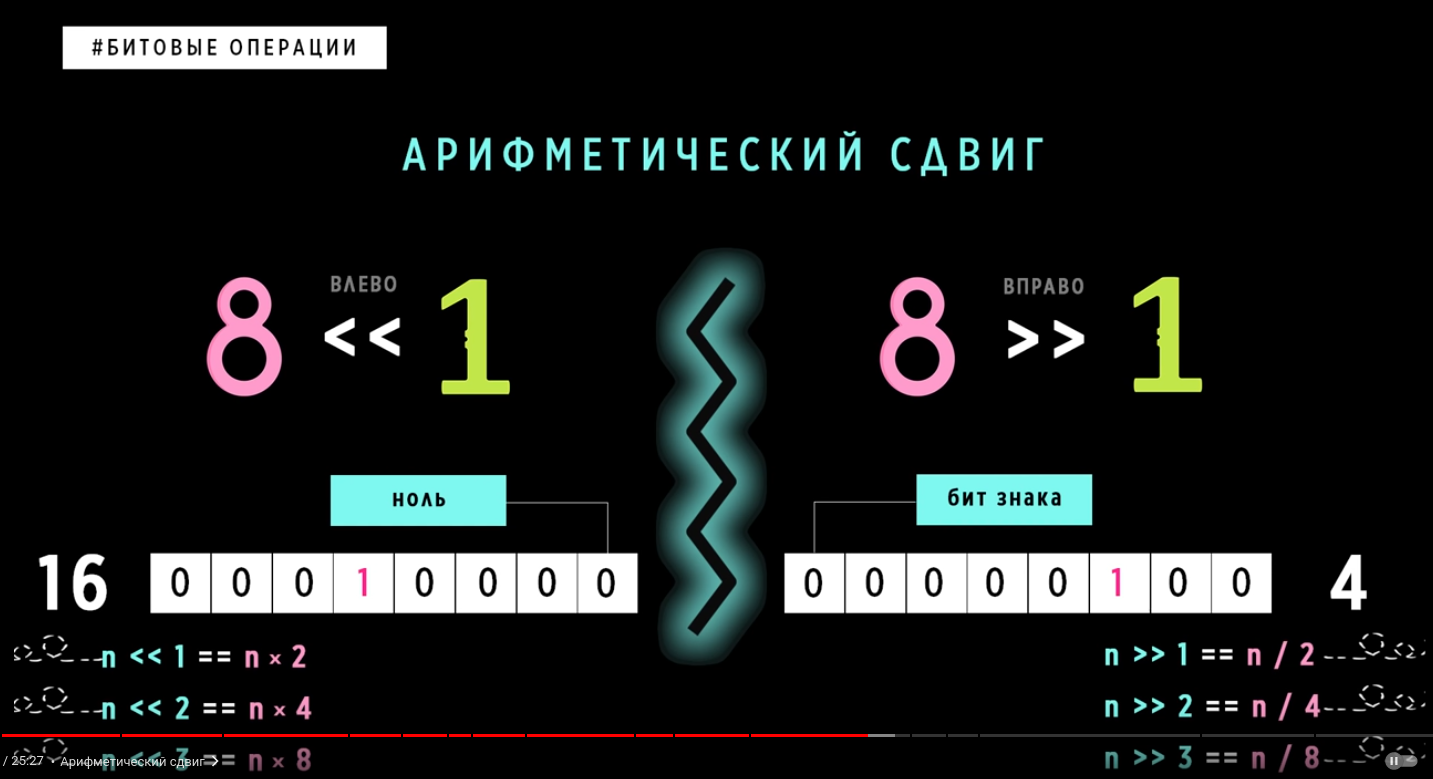 #БИТОВЫЕ ОПЕРАЦИИ
АРИФМЕТИЧЕСКИЙ СДВИГ
8 ВЛЕВО << 1
8 ВПРАВО >> 1
ноль
бит знака
16 0 0 0 1 0 0 0 0
0 0 0 0 0 1 0 0 4
n << 1 == n × 2
n >> 1 == n / 2
n << 2 == n × 4
n >> 2 == n / 4
n << 3 == n × 8
n >> 3 == n / 8
/ 25:27 · Арифметический сдвиг